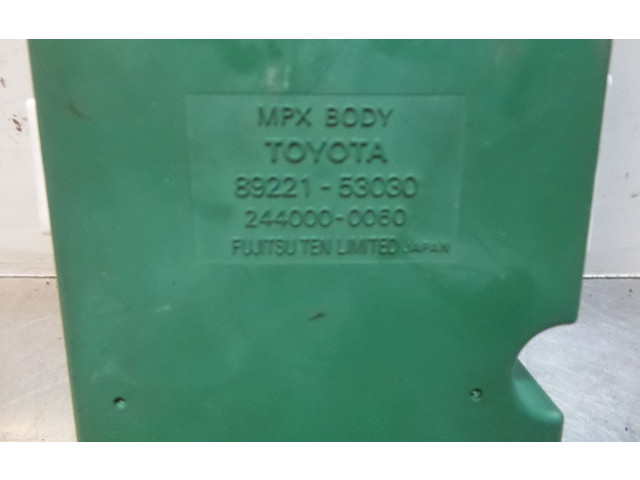 MPX BODY
TOYOTA
89221-53030
244000-0060
FUJITSU TEN LIMITED JAPAN